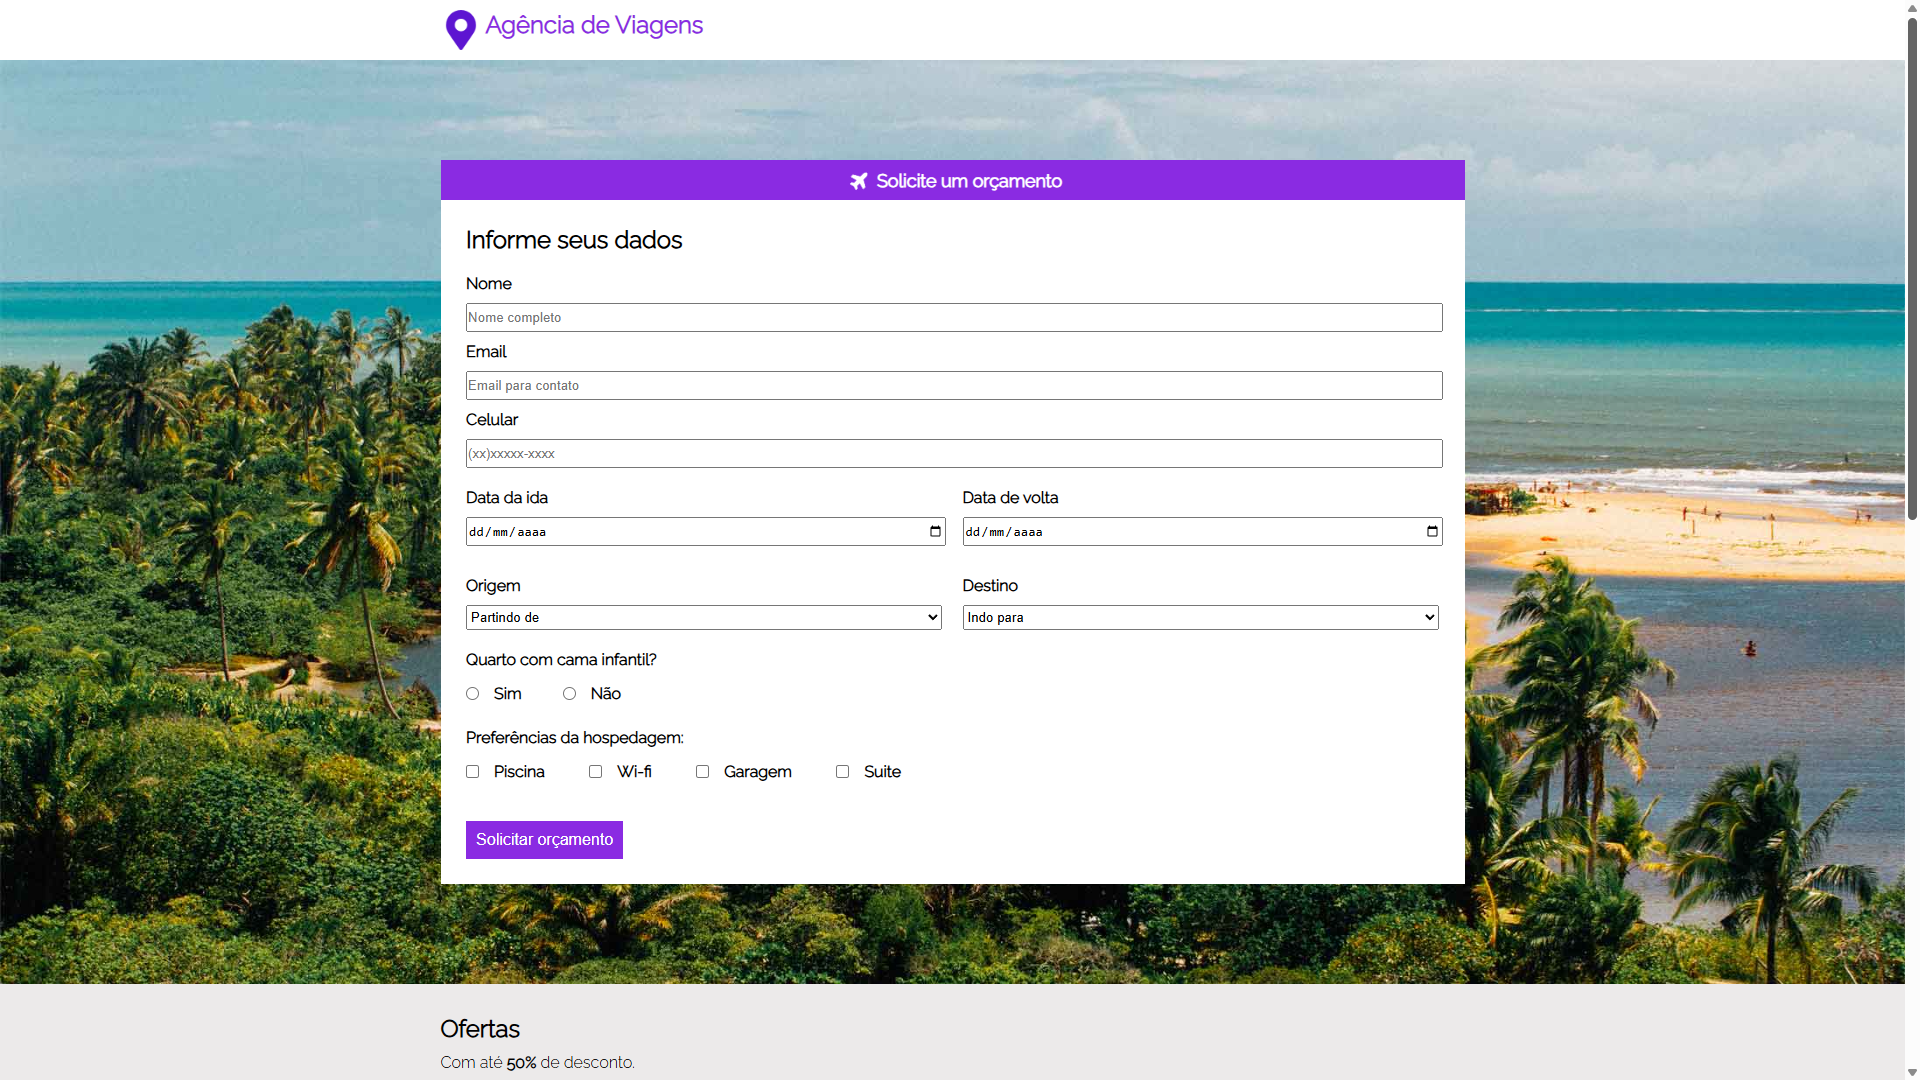 Agência de Viagens
Solicite um orçamento
Informe seus dados
Nome
Nome completo
Email
Email para contato
Celular
(xx)xxxxx-xxxx
Data da ida
Data de volta
dd/mm/aaaa
dd/mm/aaaa
Origem
Destino
Partindo de
Indo para
Quarto com cama infantil?
Sim Não
Preferências da hospedagem:
Piscina Wi-fi Garagem Suite
Solicitar orçamento
Ofertas
Com até 50% de desconto.